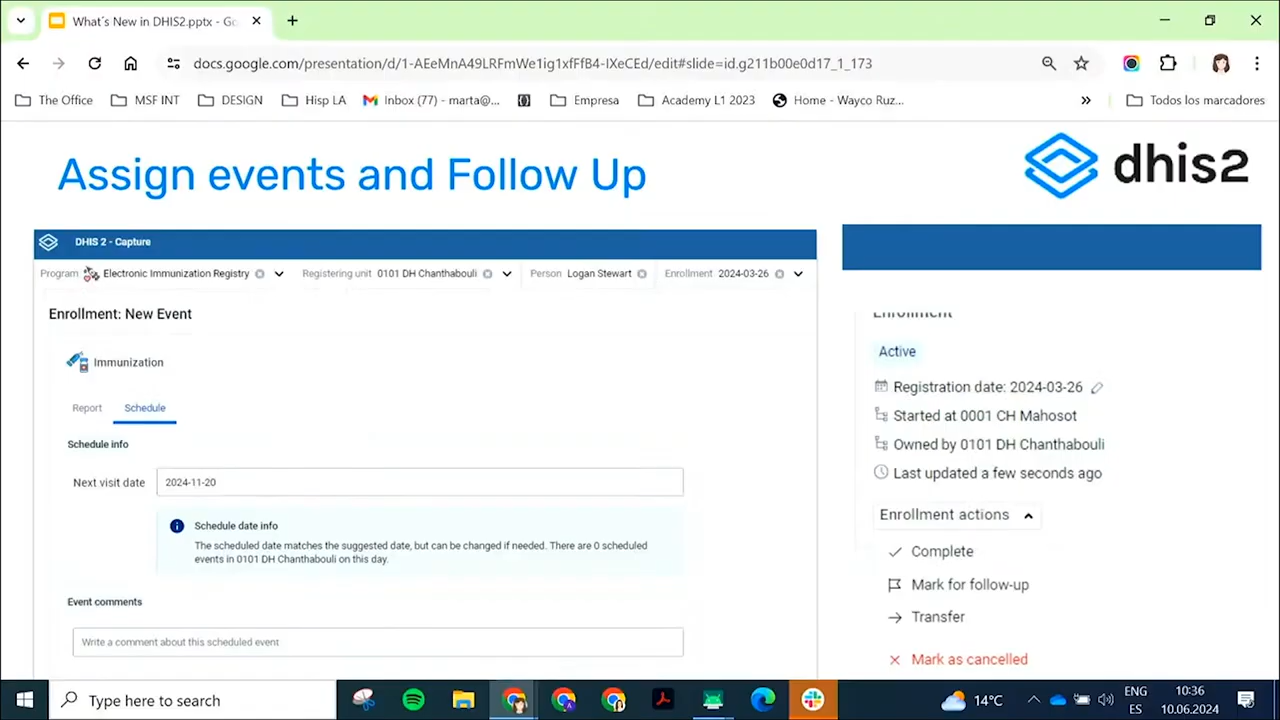 What´s New in DHIS2.pptx - Go
docs.google.com/presentation/d/1-AEeMnA49LRFmWe1ig1xfFfB4-IXeCEd/edit#slide=id.g211b00e0d17_1_173
The Office
MSF INT
DESIGN
Hisp LA
Inbox (77) - marta@...
Empresa
Academy L1 2023
Home - Wayco Ruz...
»
Todos los marcadores
Assign events and Follow Up
dhis2
DHIS 2 - Capture
Program Electronic Immunization Registry
Registering unit 0101 DH Chanthabouli
Person Logan Stewart
Enrollment 2024-03-26
Enrollment: New Event
Immunization
Report Schedule
Schedule info
Next visit date 2024-11-20
Schedule date info
The scheduled date matches the suggested date, but can be changed if needed. There are 0 scheduled
events in 0101 DH Chanthabouli on this day.
Event comments
Write a comment about this scheduled event
Enrollment
Active
Registration date: 2024-03-26
Started at 0001 CH Mahosot
Owned by 0101 DH Chanthabouli
Last updated a few seconds ago
Enrollment actions
Complete
Mark for follow-up
Transfer
Mark as cancelled
Type here to search
14°C
ENG
ES
10:36
10.06.2024